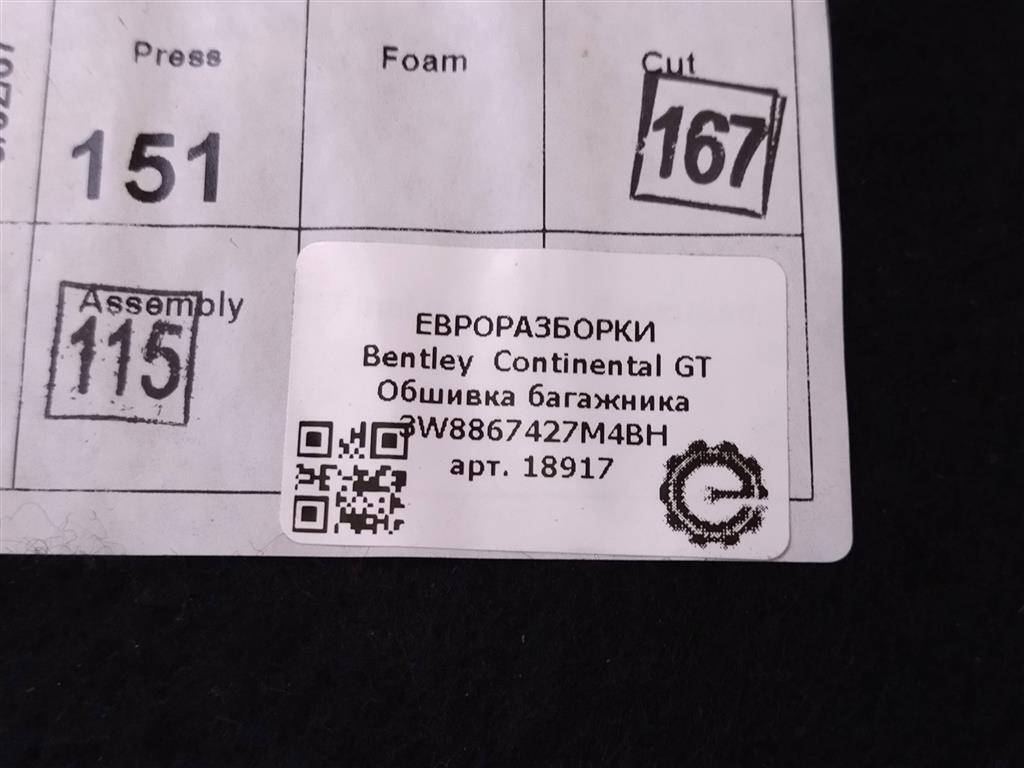 Press
Foam
Cut
151
167
Assembly
115
ЕВРОРАЗБОРКИ
Bentley Continental GT
Обшивка багажника
3W8867427M4BH
арт. 18917